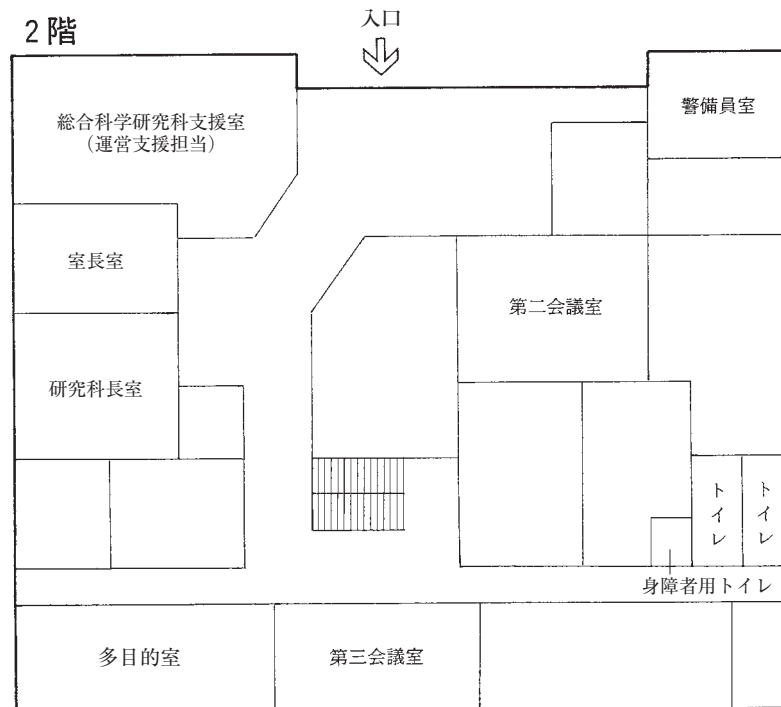 2階
入口
総合科学研究科支援室
（運営支援担当）
警備員室
室長室
第二会議室
研究科長室
トイレ
トイレ
身障者用トイレ
多目的室
第三会議室